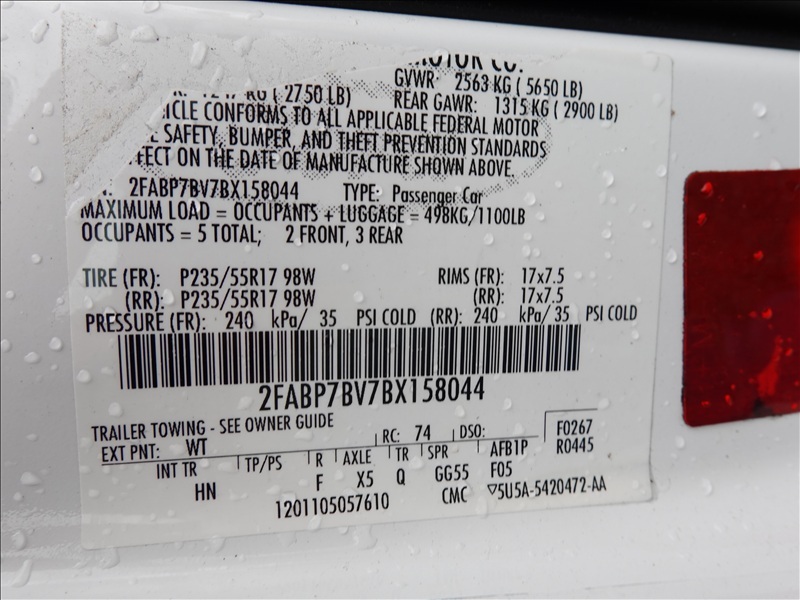 MOTOR CO.
GVWR: 2563 KG ( 5650 LB)
KG ( 2750 LB) REAR GAWR: 1315 KG ( 2900 LB)
ICLE CONFORMS TO ALL APPLICABLE FEDERAL MOTOR
SAFETY, BUMPER, AND THEFT PREVENTION STANDARDS
FFECT ON THE DATE OF MANUFACTURE SHOWN ABOVE.
2FABP7BV7BX158044 TYPE: Passenger Car
MAXIMUM LOAD = OCCUPANTS + LUGGAGE = 498KG/1100LB
OCCUPANTS = 5 TOTAL; 2 FRONT, 3 REAR
TIRE (FR): P235/55R17 98W RIMS (FR): 17x7.5
(RR): P235/55R17 98W (RR): 17x7.5
PRESSURE (FR): 240 kPa/ 35 PSI COLD (RR): 240 kPa/ 35 PSI COLD
2FABP7BV7BX158044
TRAILER TOWING - SEE OWNER GUIDE
EXT PNT: WT RC: 74 DSO: AFB1P F0267
R0445
INT TR TP/PS R AXLE TR SPR F05
HN F X5 Q GG55
1201105057610 CMC ▽5U5A-5420472-AA